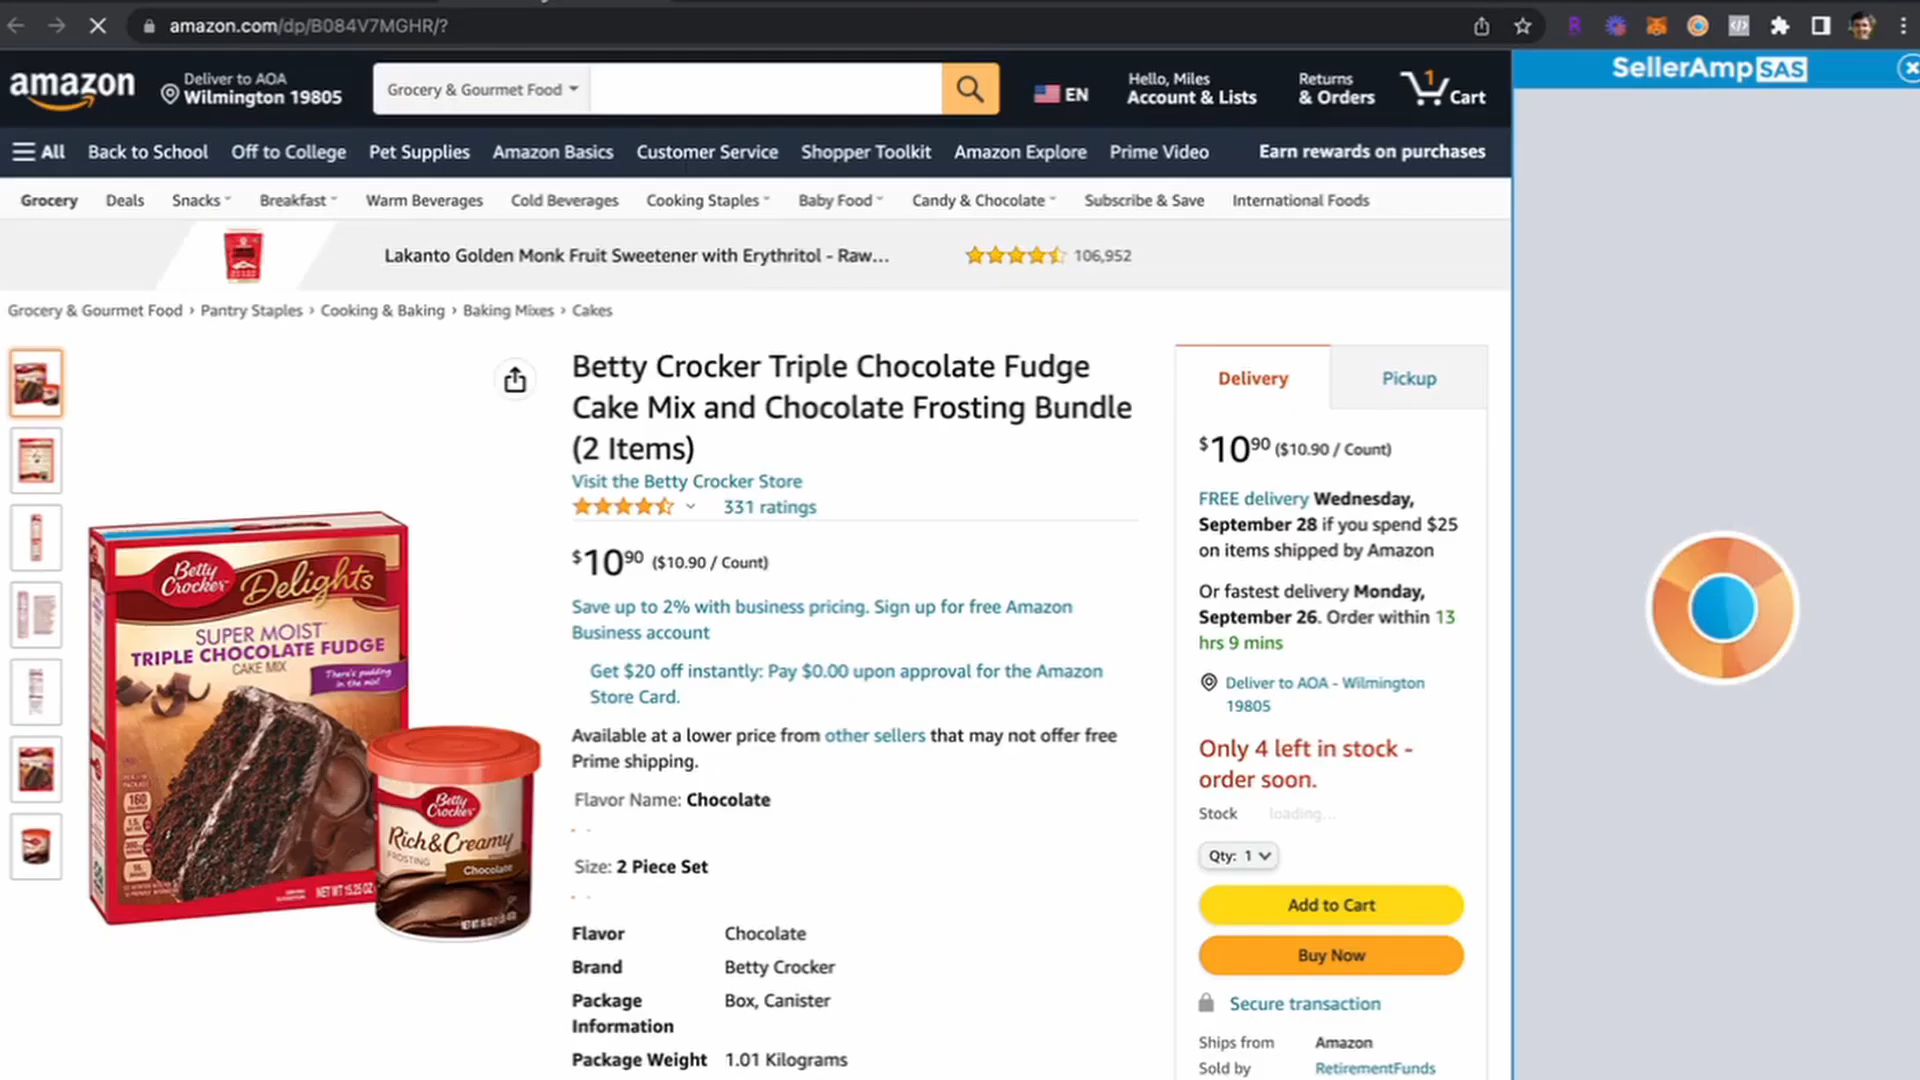 amazon.com/dp/B084V7MGHR/?
SellerAmp SAS
amazon
Deliver to AOA
Wilmington 19805
Grocery & Gourmet Food
EN
Hello, Miles
Account & Lists
Returns
& Orders
1
Cart
All
Back to School
Off to College
Pet Supplies
Amazon Basics
Customer Service
Shopper Toolkit
Amazon Explore
Prime Video
Earn rewards on purchases
Grocery
Deals
Snacks
Breakfast
Warm Beverages
Cold Beverages
Cooking Staples
Baby Food
Candy & Chocolate
Subscribe & Save
International Foods
Lakanto Golden Monk Fruit Sweetener with Erythritol - Raw...
106,952
Grocery & Gourmet Food › Pantry Staples › Cooking & Baking › Baking Mixes › Cakes
Betty Crocker Delights
SUPER MOIST
TRIPLE CHOCOLATE FUDGE
CAKE MIX
There's pudding
in the mix!
160
NET WT 15.25 OZ
Betty
Crocker
Rich & Creamy
FROSTING
Chocolate
Betty Crocker Triple Chocolate Fudge
Cake Mix and Chocolate Frosting Bundle
(2 Items)
Visit the Betty Crocker Store
331 ratings
$10 90 ($10.90 / Count)
Save up to 2% with business pricing. Sign up for free Amazon
Business account
Get $20 off instantly: Pay $0.00 upon approval for the Amazon
Store Card.
Available at a lower price from other sellers that may not offer free
Prime shipping.
Flavor Name: Chocolate
Size: 2 Piece Set
Flavor Chocolate
Brand Betty Crocker
Package Box, Canister
Information
Package Weight 1.01 Kilograms
Delivery
Pickup
$10 90 ($10.90 / Count)
FREE delivery Wednesday,
September 28 if you spend $25
on items shipped by Amazon
Or fastest delivery Monday,
September 26. Order within 13
hrs 9 mins
Deliver to AOA - Wilmington
19805
Only 4 left in stock -
order soon.
Stock loading...
Qty: 1
Add to Cart
Buy Now
Secure transaction
Ships from Amazon
Sold by RetirementFunds